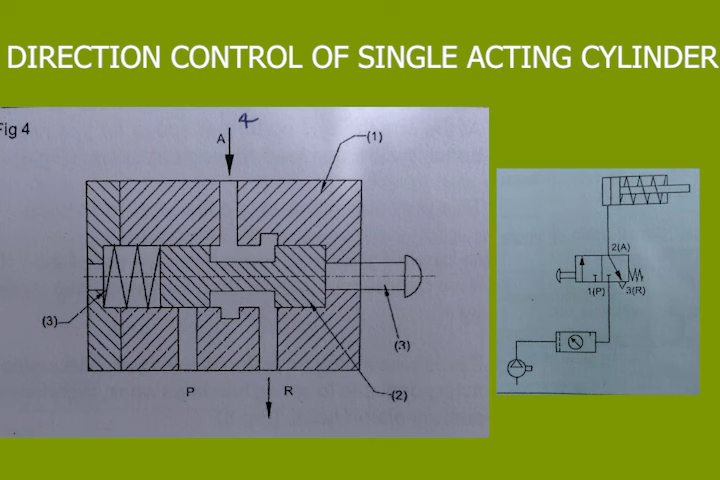 DIRECTION CONTROL OF SINGLE ACTING CYLINDER
Fig 4
A
4
(1)
(3)
(3)
P
R
(2)
2(A)
1(P)
3(R)